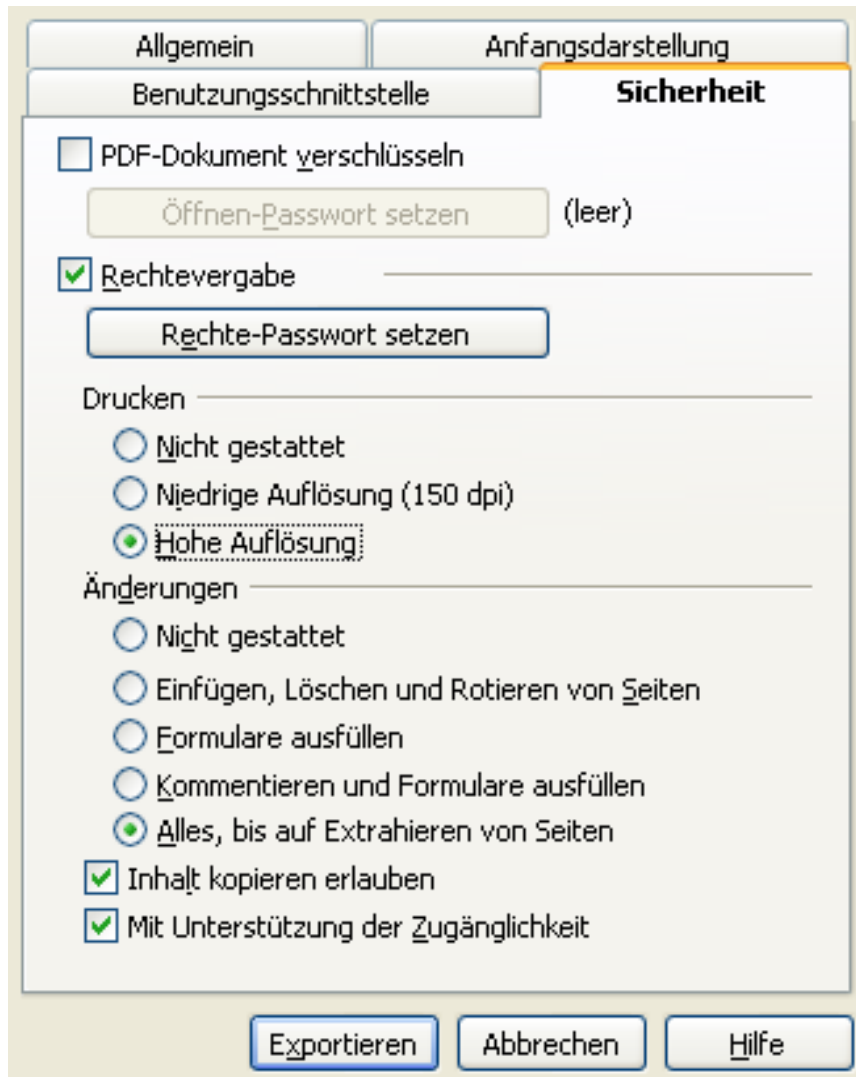 Allgemein Anfangsdarstellung
Benutzungsschnittstelle Sicherheit
PDF-Dokument verschlüsseln
Öffnen-Passwort setzen (leer)
Rechtevergabe
Rechte-Passwort setzen
Drucken
Nicht gestattet
Niedrige Auflösung (150 dpi)
Hohe Auflösung
Änderungen
Nicht gestattet
Einfügen, Löschen und Rotieren von Seiten
Formulare ausfüllen
Kommentieren und Formulare ausfüllen
Alles, bis auf Extrahieren von Seiten
Inhalt kopieren erlauben
Mit Unterstützung der Zugänglichkeit
Exportieren Abbrechen Hilfe